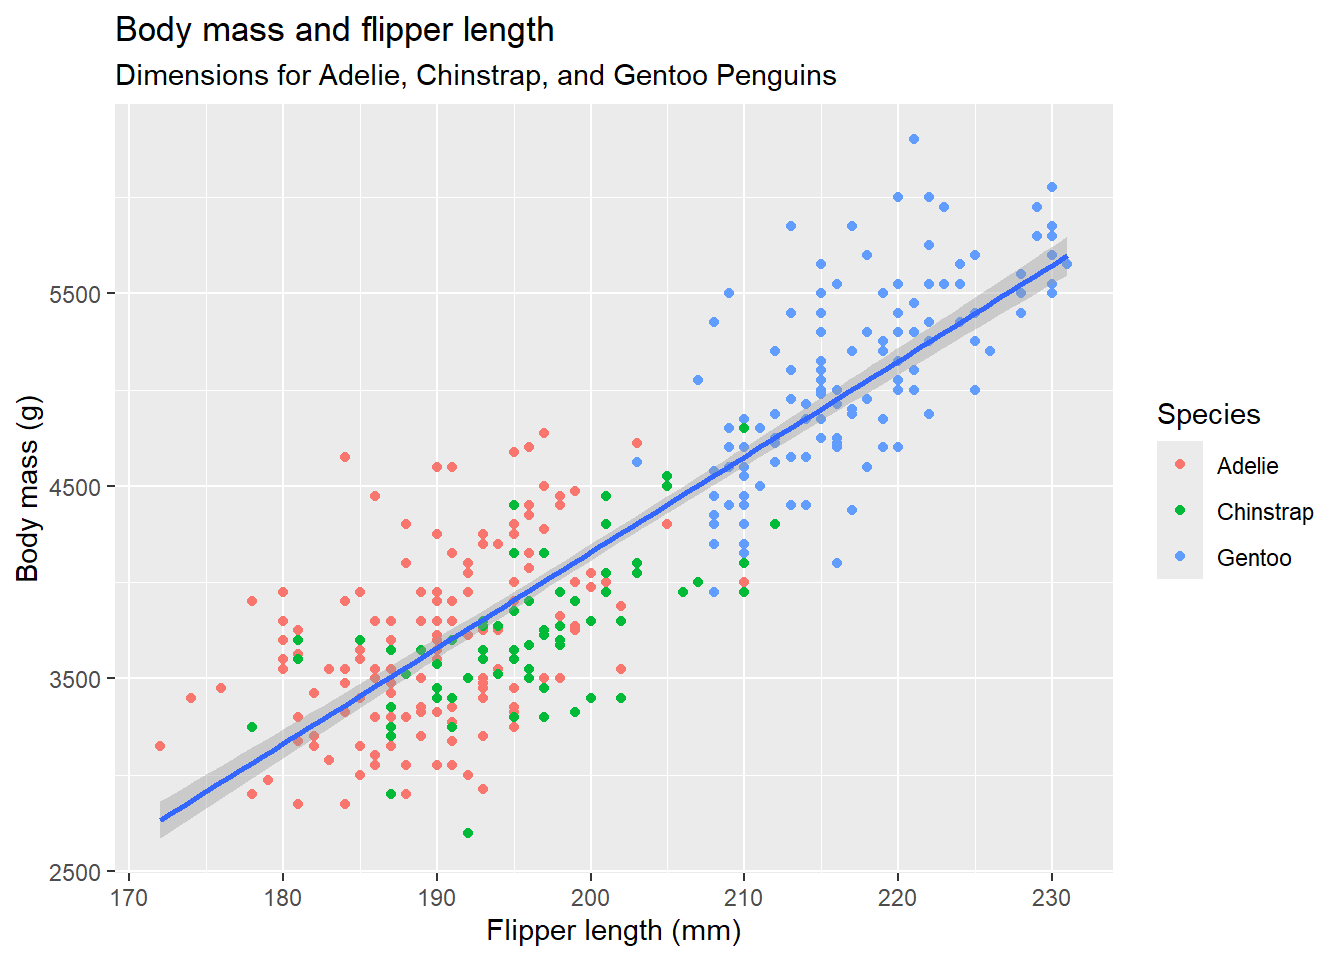 Body mass and flipper length
Dimensions for Adelie, Chinstrap, and Gentoo Penguins
5500
4500
3500
2500
Body mass (g)
170 180 190 200 210 220 230
Flipper length (mm)
Species
Adelie
Chinstrap
Gentoo